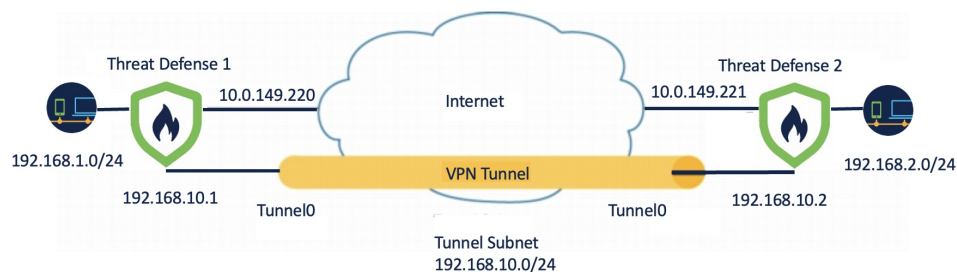 Threat Defense 1
Threat Defense 2
10.0.149.220
Internet
10.0.149.221
192.168.1.0/24
192.168.2.0/24
VPN Tunnel
192.168.10.1
192.168.10.2
Tunnel0
Tunnel0
Tunnel Subnet
192.168.10.0/24